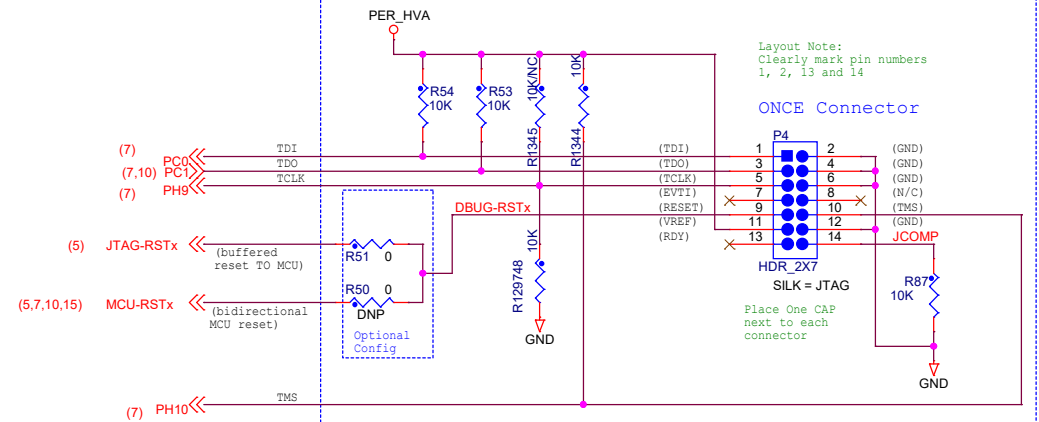 PER_HVA
Layout Note:
Clearly mark pin numbers
1, 2, 13 and 14
ONCE Connector
R54
10K
R53
10K
10K/NC
R1345
10K
R1344
P4
(7)
PC0
TDI
(TDI)
1
2
(GND)
(7,10)
PC1
TDO
(TDO)
3
4
(GND)
(7)
PH9
TCLK
(TCLK)
5
6
(GND)
(EVTI)
7
8
(N/C)
DBUG-RSTx
(RESET)
9
10
(TMS)
(VREF)
11
12
(GND)
(RDY)
13
14
JCOMP
HDR_2X7
SILK = JTAG
(5)
JTAG-RSTx
(buffered
reset TO MCU)
R51
0
10K
R129748
GND
R87
10K
GND
(5,7,10,15)
MCU-RSTx
(bidirectional
MCU reset)
R50
0
DNP
Optional
Config
Place One CAP
next to each
connector
(7)
PH10
TMS